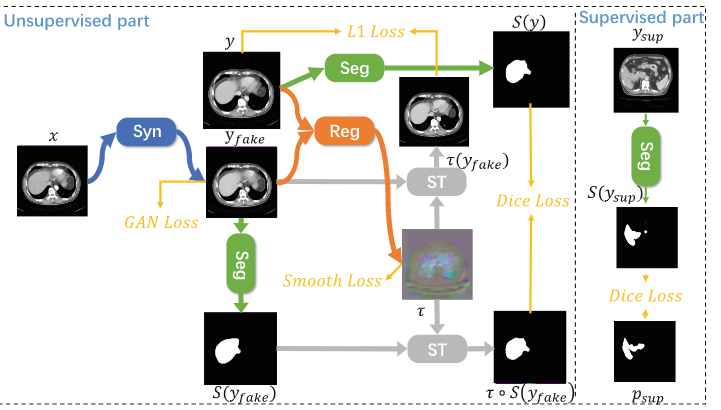 Unsupervised part
Supervised part
y
L1 Loss
S(y)
y_sup
Seg
x
Syn
y_fake
Reg
τ(y_fake)
ST
Seg
S(y_sup)
GAN Loss
Dice Loss
Seg
Smooth Loss
τ
Dice Loss
ST
S(y_fake)
τ∘S(y_fake)
p_sup